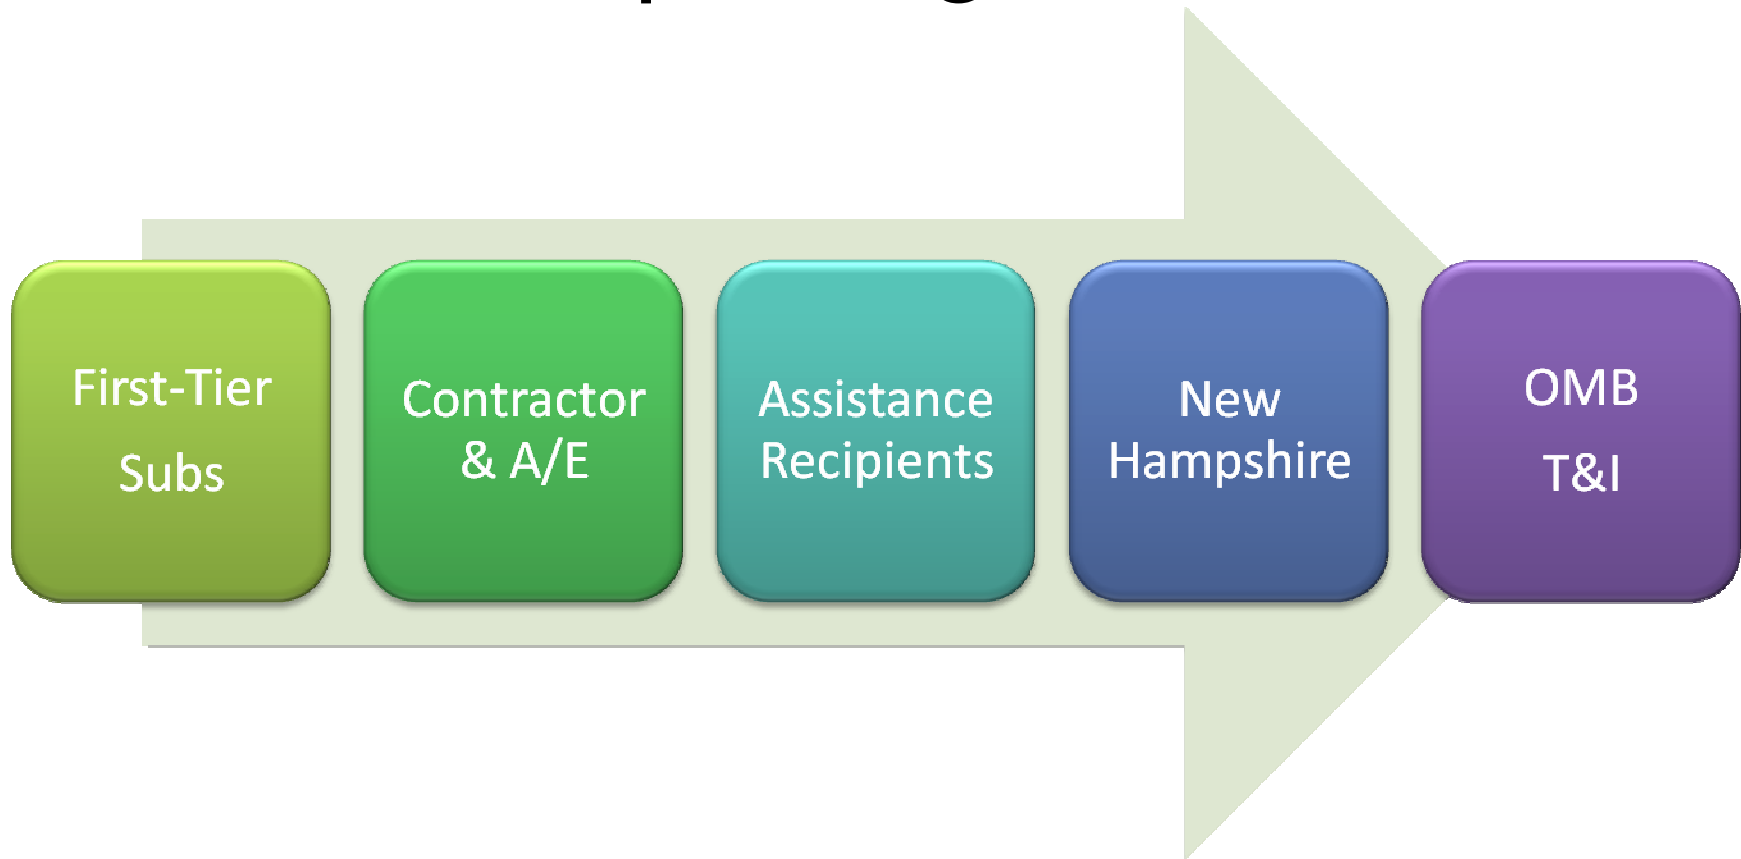 First-Tier
Subs
Contractor
& A/E
Assistance
Recipients
New
Hampshire
OMB
T&I